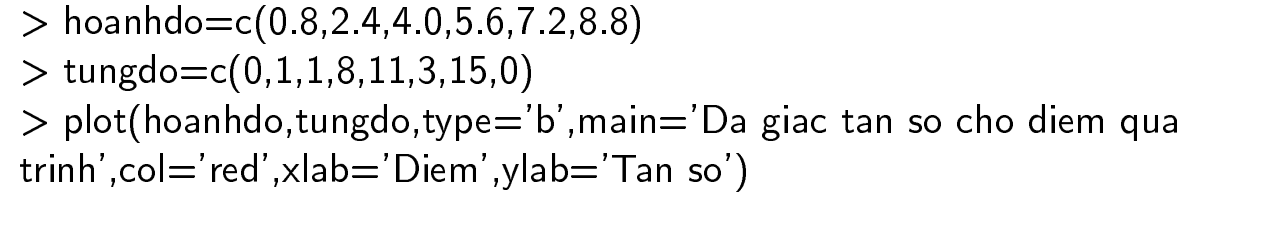 > hoanhdo=c(0.8,2.4,4.0,5.6,7.2,8.8)
> tungdo=c(0,1,1,8,11,3,15,0)
> plot(hoanhdo,tungdo,type='b',main='Da giac tan so cho diem qua
trinh',col='red',xlab='Diem',ylab='Tan so')